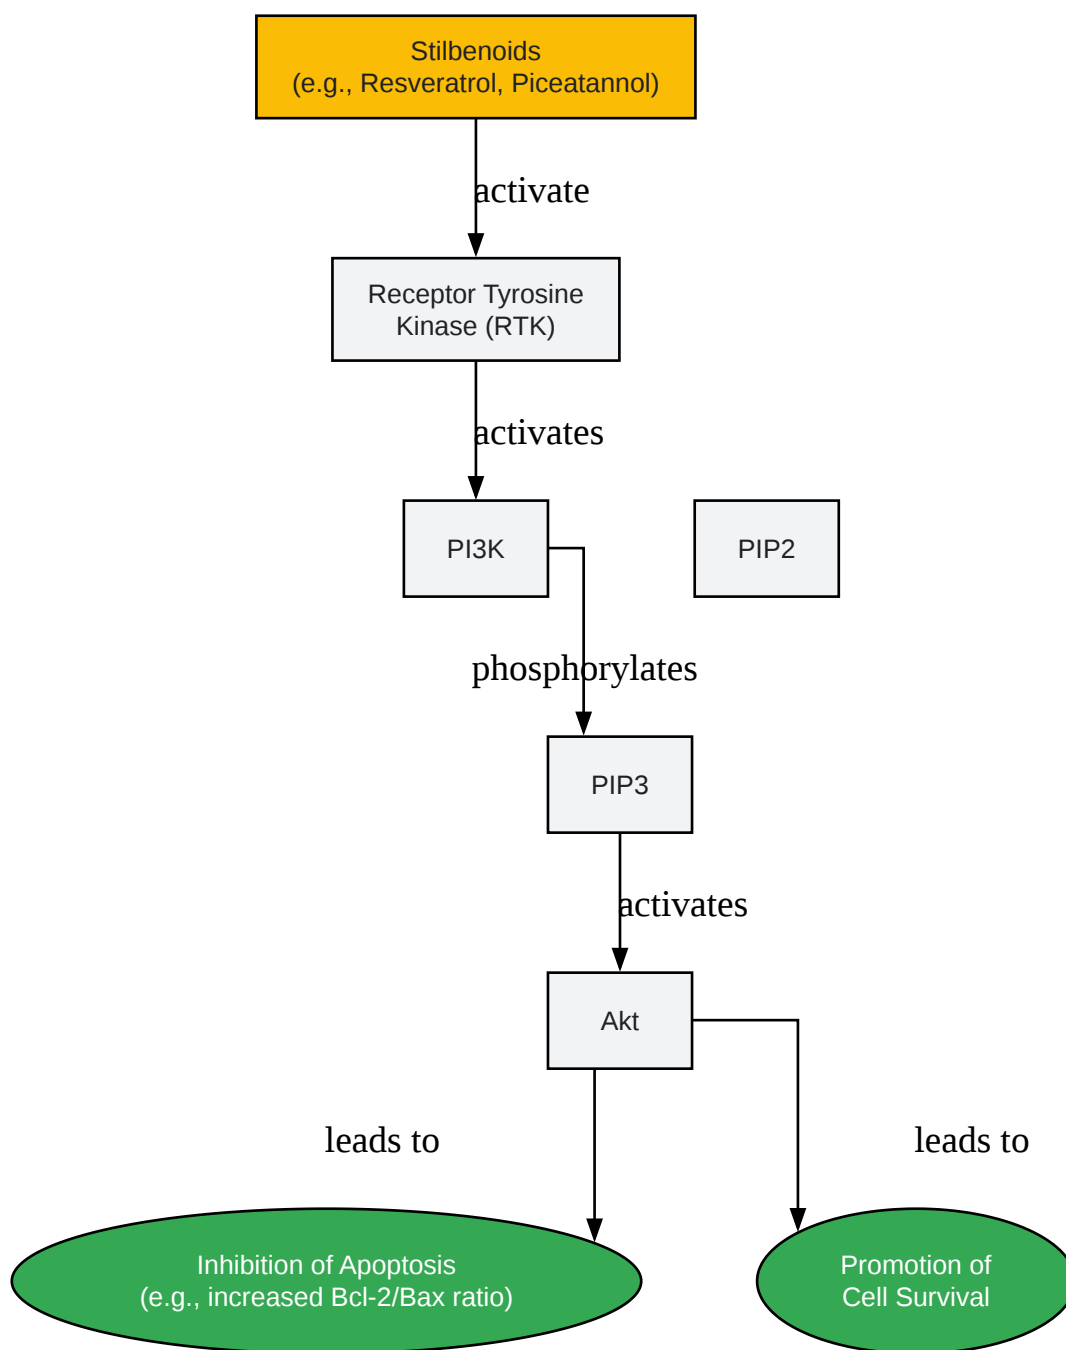 Stilbenoids
(e.g., Resveratrol, Piceatannol)
activate
Receptor Tyrosine
Kinase (RTK)
activates
PI3K
PIP2
phosphorylates
PIP3
activates
Akt
leads to
leads to
Inhibition of Apoptosis
(e.g., increased Bcl-2/Bax ratio)
Promotion of
Cell Survival